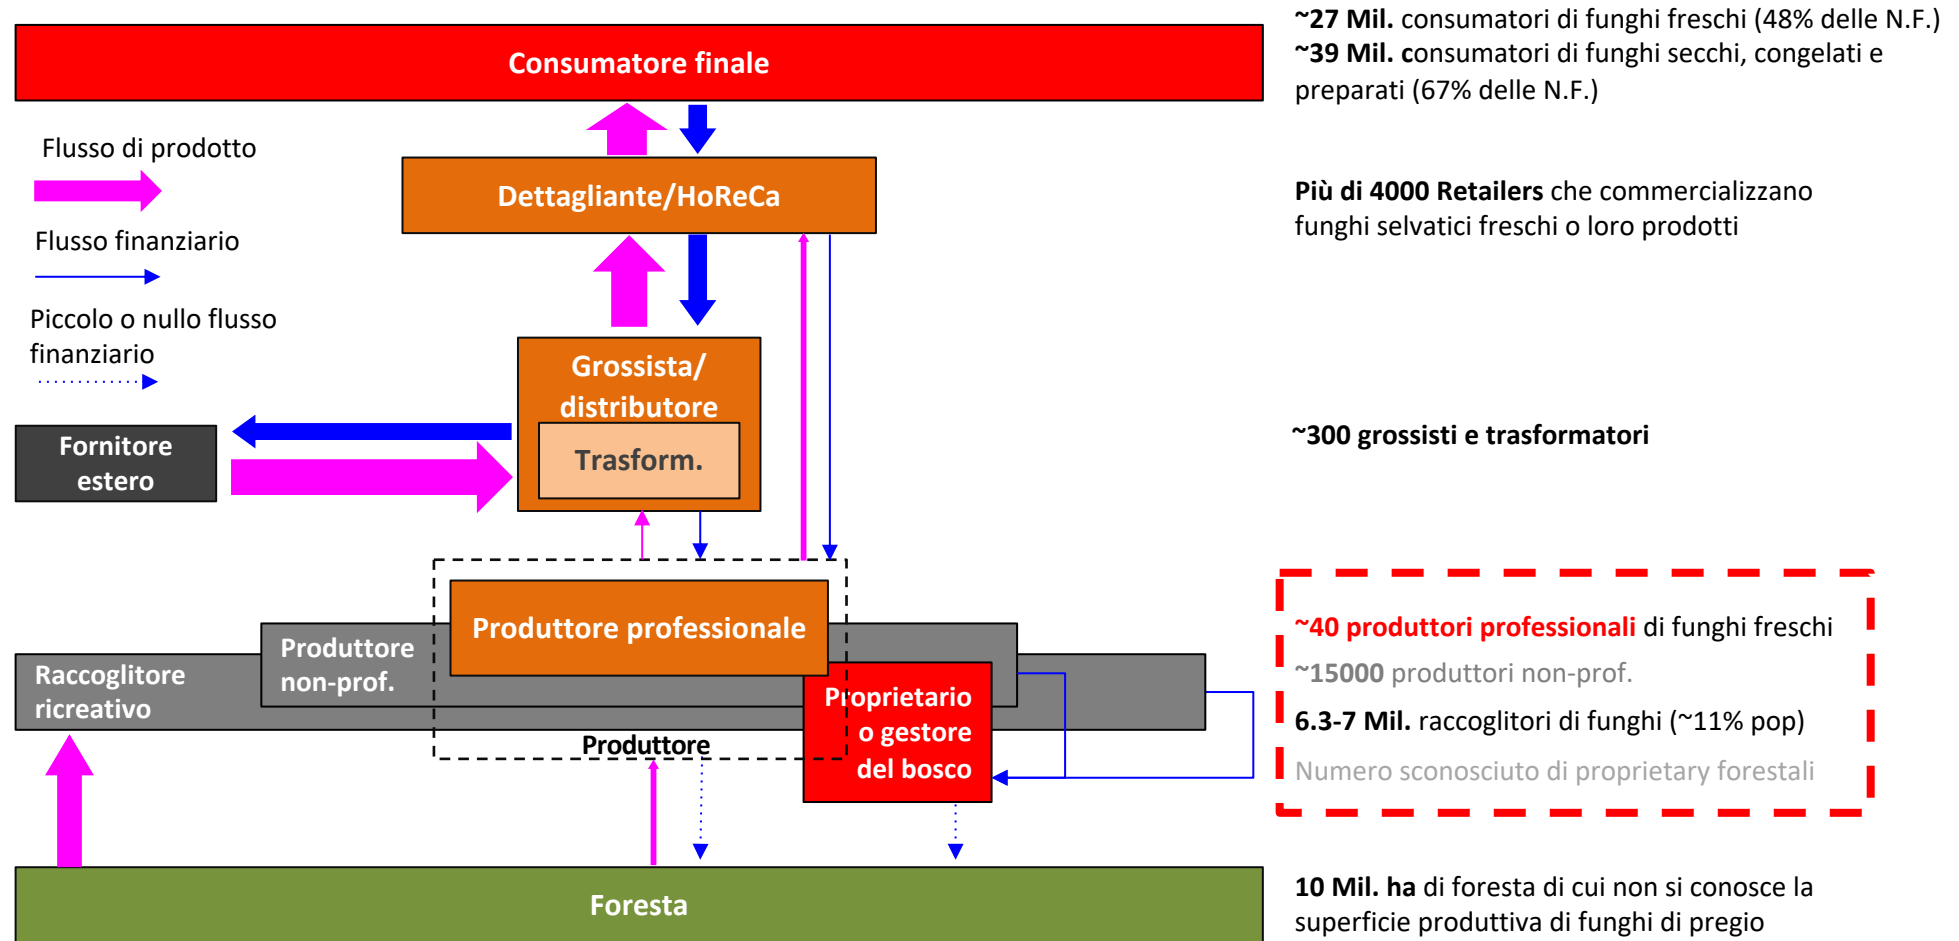 ~27 Mil. consumatori di funghi freschi (48% delle N.F.)
~39 Mil. consumatori di funghi secchi, congelati e
preparati (67% delle N.F.)
Consumatore finale
Flusso di prodotto
Dettagliante/HoReCa
Più di 4000 Retailers che commercializzano
funghi selvatici freschi o loro prodotti
Flusso finanziario
Piccolo o nullo flusso
finanziario
Grossista/
distributore
Trasform.
Fornitore
estero
~300 grossisti e trasformatori
Produttore professionale
Produttore
non-prof.
Raccoglitore
ricreativo
Proprietario
o gestore
del bosco
Produttore
~40 produttori professionali di funghi freschi
~15000 produttori non-prof.
6.3-7 Mil. raccoglitori di funghi (~11% pop)
Numero sconosciuto di proprietary forestali
Foresta
10 Mil. ha di foresta di cui non si conosce la
superficie produttiva di funghi di pregio